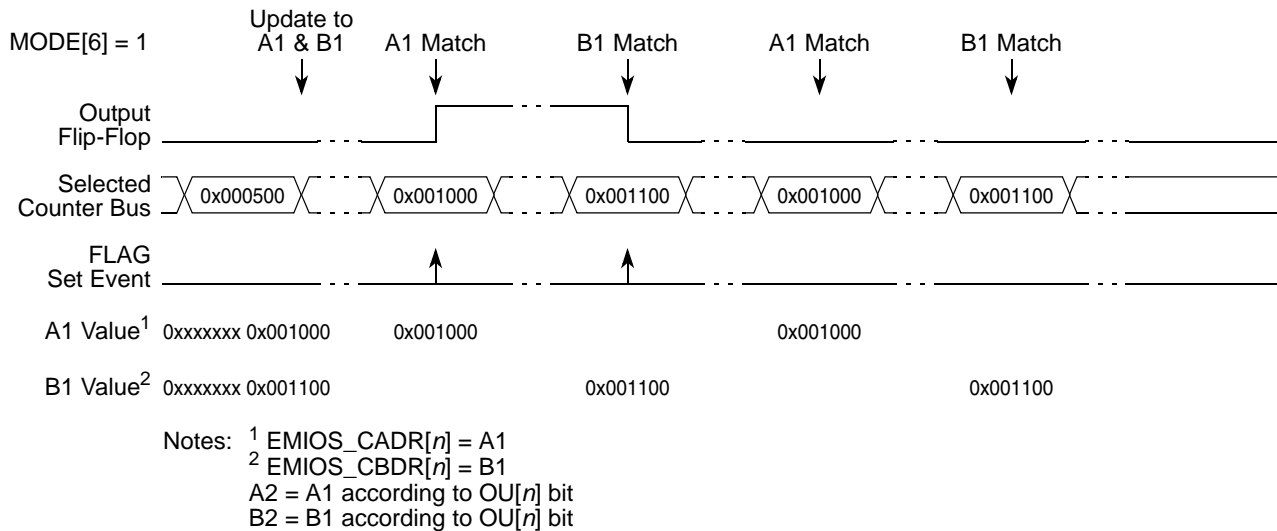 Update to
MODE[6] = 1 A1 & B1 A1 Match B1 Match A1 Match B1 Match
Output
Flip-Flop
Selected
Counter Bus
0x000500 0x001000 0x001100 0x001000 0x001100
FLAG
Set Event
A1 Value1 0xxxxxxx 0x001000 0x001000 0x001000
B1 Value2 0xxxxxxx 0x001100 0x001100 0x001100
Notes: 1 EMIOS_CADR[n] = A1
2 EMIOS_CBDR[n] = B1
A2 = A1 according to OU[n] bit
B2 = B1 according to OU[n] bit